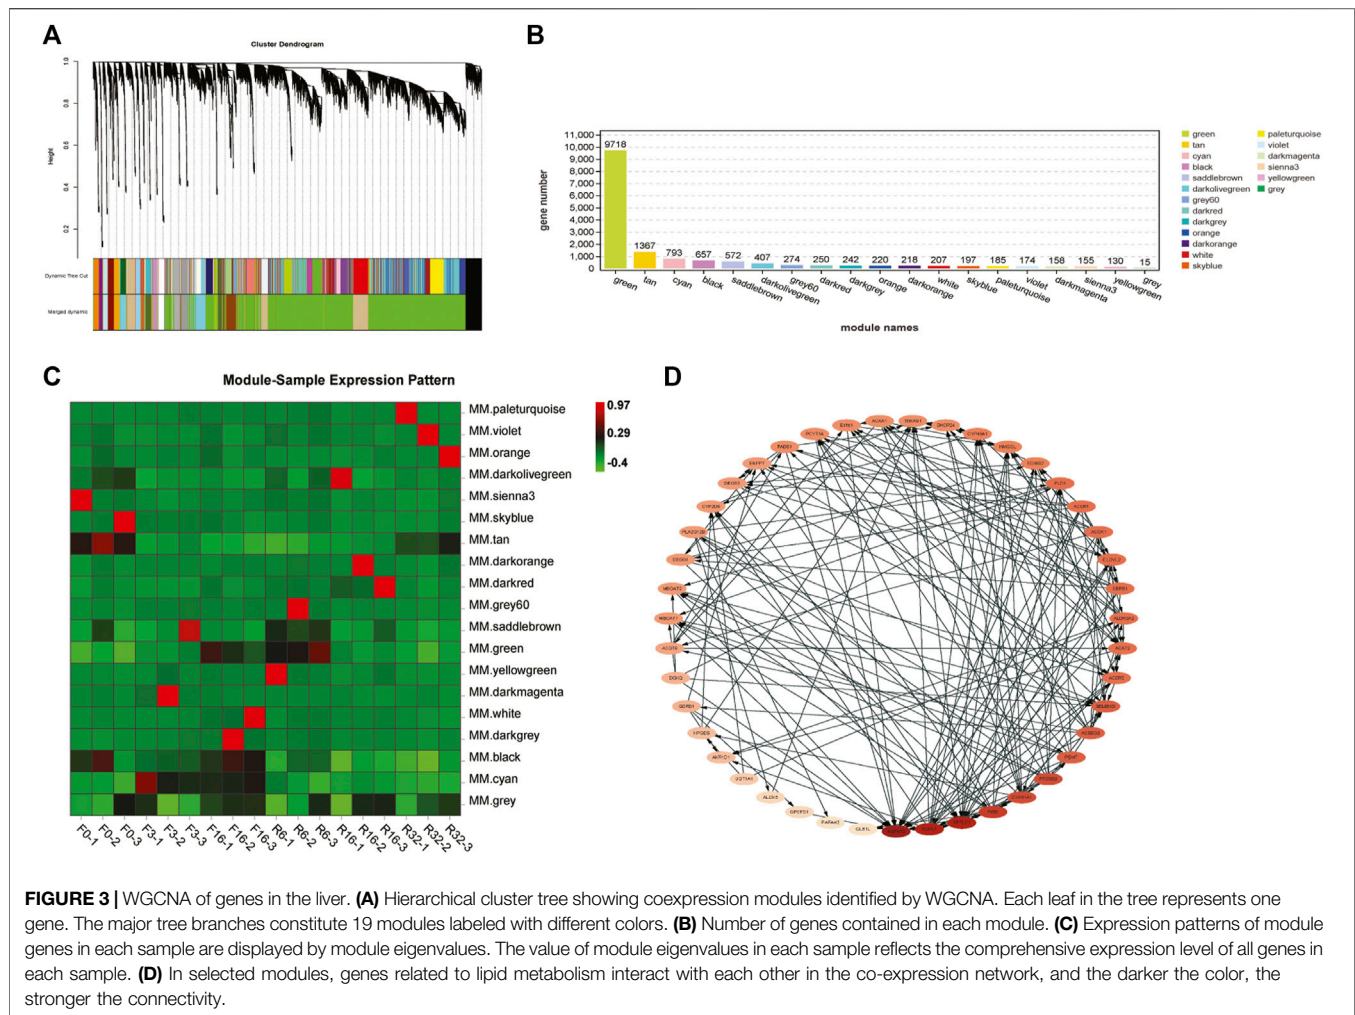 A
Cluster Dendrogram
Height
1.0
0.8
0.6
0.4
0.2
Dynamic Tree Cut
Merged dynamic
B
gene number
11,000
10,000
9,000
8,000
7,000
6,000
5,000
4,000
3,000
2,000
1,000
0
9718
1367
793
657
572
407
274
250
242
220
218
207
197
185
174
158
155
130
15
green
tan
cyan
black
saddlebrown
darkolivegreen
grey60
darkred
darkgrey
orange
darkorange
white
skyblue
paleturquoise
violet
darkmagenta
sienna3
yellowgreen
grey
module names
green
tan
cyan
black
saddlebrown
darkolivegreen
grey60
darkred
darkgrey
orange
darkorange
white
skyblue
paleturquoise
violet
darkmagenta
sienna3
yellowgreen
grey
C
Module-Sample Expression Pattern
MM.paleturquoise
MM.violet
MM.orange
MM.darkolivegreen
MM.sienna3
MM.skyblue
MM.tan
MM.darkorange
MM.darkred
MM.grey60
MM.saddlebrown
MM.green
MM.yellowgreen
MM.darkmagenta
MM.white
MM.darkgrey
MM.black
MM.cyan
MM.grey
F0-1
F0-2
F0-3
F3-1
F3-2
F3-3
F16-1
F16-2
F16-3
R6-1
R6-2
R6-3
R16-1
R16-2
R16-3
R32-1
R32-2
R32-3
0.97
0.29
-0.4
D
FIGURE 3 | WGCNA of genes in the liver. (A) Hierarchical cluster tree showing coexpression modules identified by WGCNA. Each leaf in the tree represents one
gene. The major tree branches constitute 19 modules labeled with different colors. (B) Number of genes contained in each module. (C) Expression patterns of module
genes in each sample are displayed by module eigenvalues. The value of module eigenvalues in each sample reflects the comprehensive expression level of all genes in
each sample. (D) In selected modules, genes related to lipid metabolism interact with each other in the co-expression network, and the darker the color, the
stronger the connectivity.